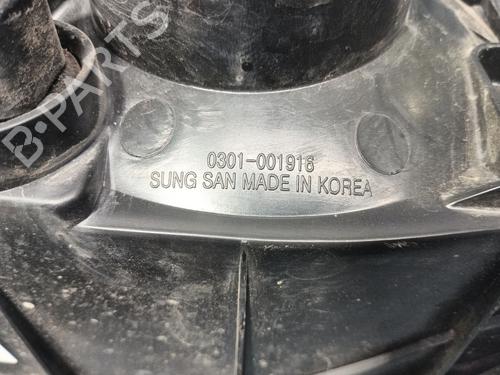 B-PARTS
0301-001916
SUNG SAN MADE IN KOREA